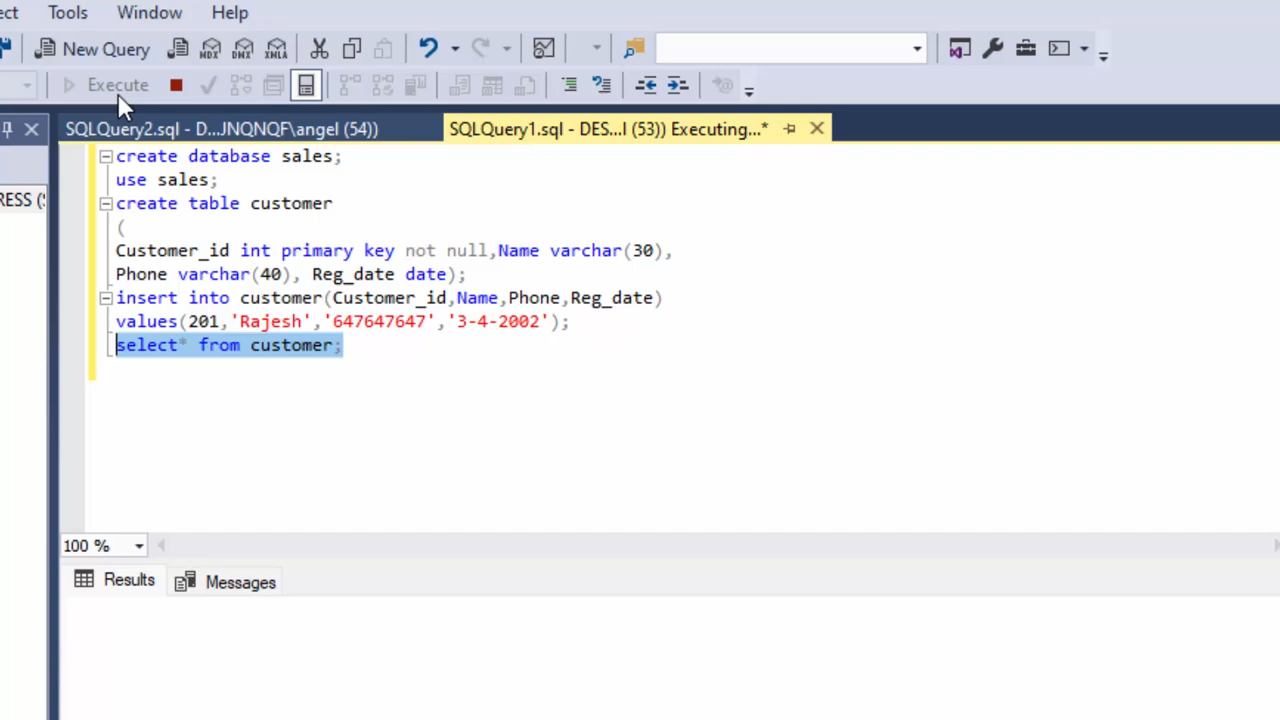 ect Tools Window Help
New Query MDX DMX XMLA
Execute
SQLQuery2.sql - D...JNQNQF\angel (54)) SQLQuery1.sql - DES...I (53)) Executing...*
RESS (S
create database sales;
use sales;
create table customer
(
Customer_id int primary key not null,Name varchar(30),
Phone varchar(40), Reg_date date);
insert into customer(Customer_id,Name,Phone,Reg_date)
values(201,'Rajesh','647647647','3-4-2002');
select* from customer;
100 %
Results Messages